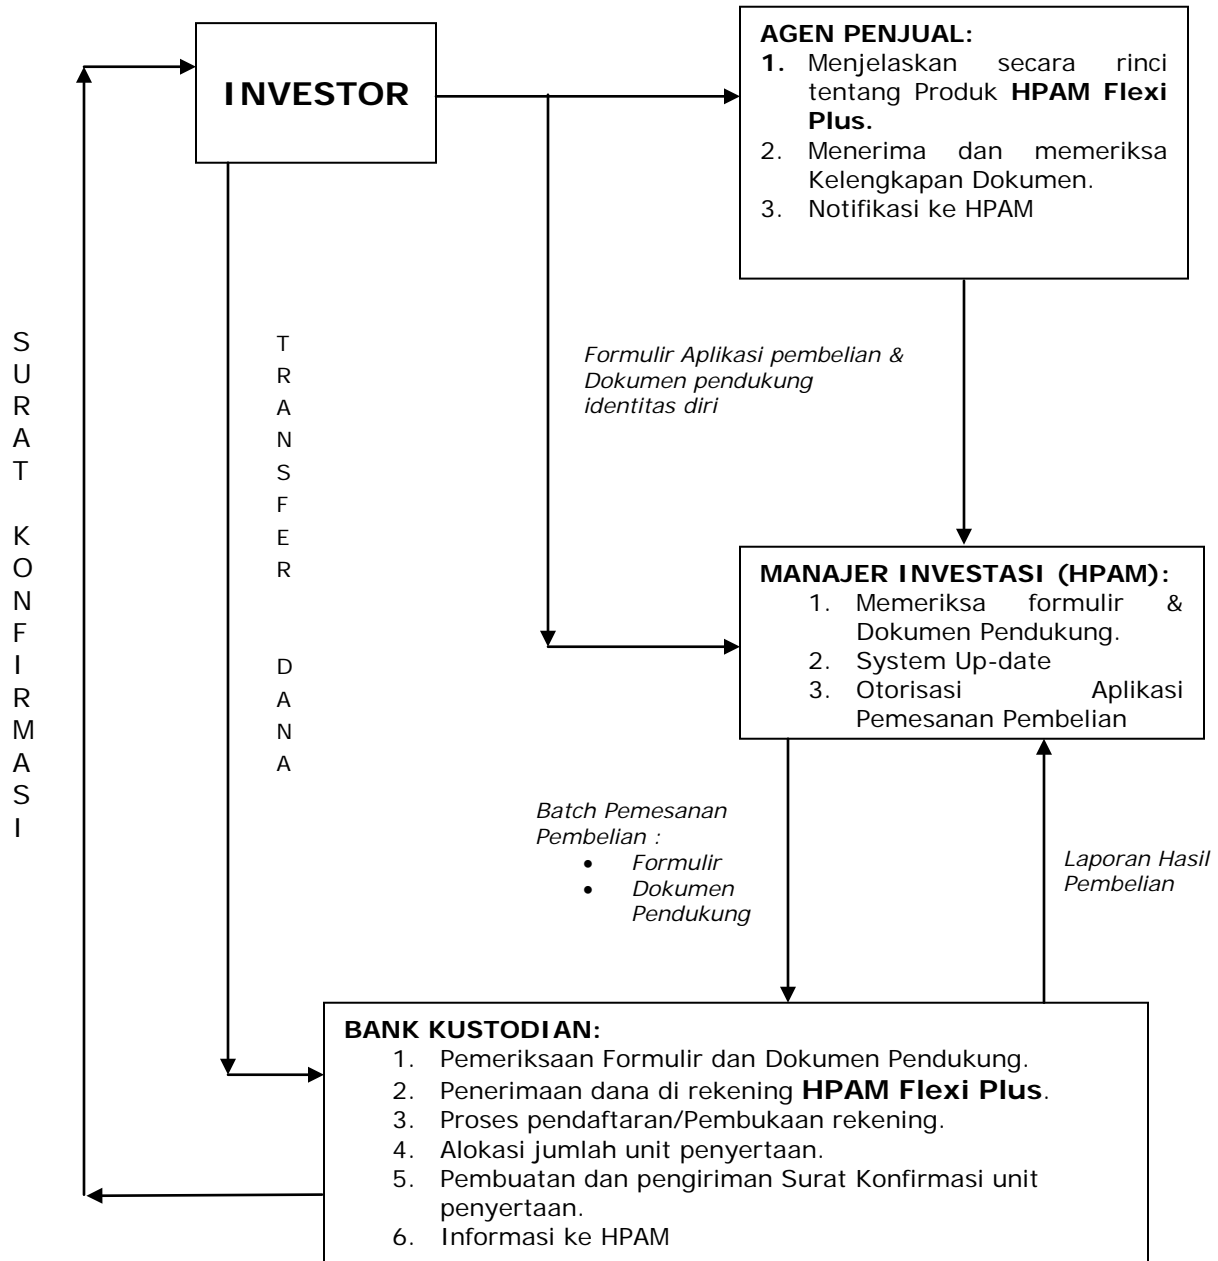 INVESTOR
AGEN PENJUAL:
1. Menjelaskan secara rinci
tentang Produk HPAM Flexi
Plus.
2. Menerima dan memeriksa
Kelengkapan Dokumen.
3. Notifikasi ke HPAM
SURAT KONFIRMASI
TRANSFER DANA
Formulir Aplikasi pembelian &
Dokumen pendukung
identitas diri
MANAJER INVESTASI (HPAM):
1. Memeriksa formulir &
Dokumen Pendukung.
2. System Up-date
3. Otorisasi Aplikasi
Pemesanan Pembelian
Batch Pemesanan
Pembelian :
• Formulir
• Dokumen
Pendukung
Laporan Hasil
Pembelian
BANK KUSTODIAN:
1. Pemeriksaan Formulir dan Dokumen Pendukung.
2. Penerimaan dana di rekening HPAM Flexi Plus.
3. Proses pendaftaran/Pembukaan rekening.
4. Alokasi jumlah unit penyertaan.
5. Pembuatan dan pengiriman Surat Konfirmasi unit
penyertaan.
6. Informasi ke HPAM